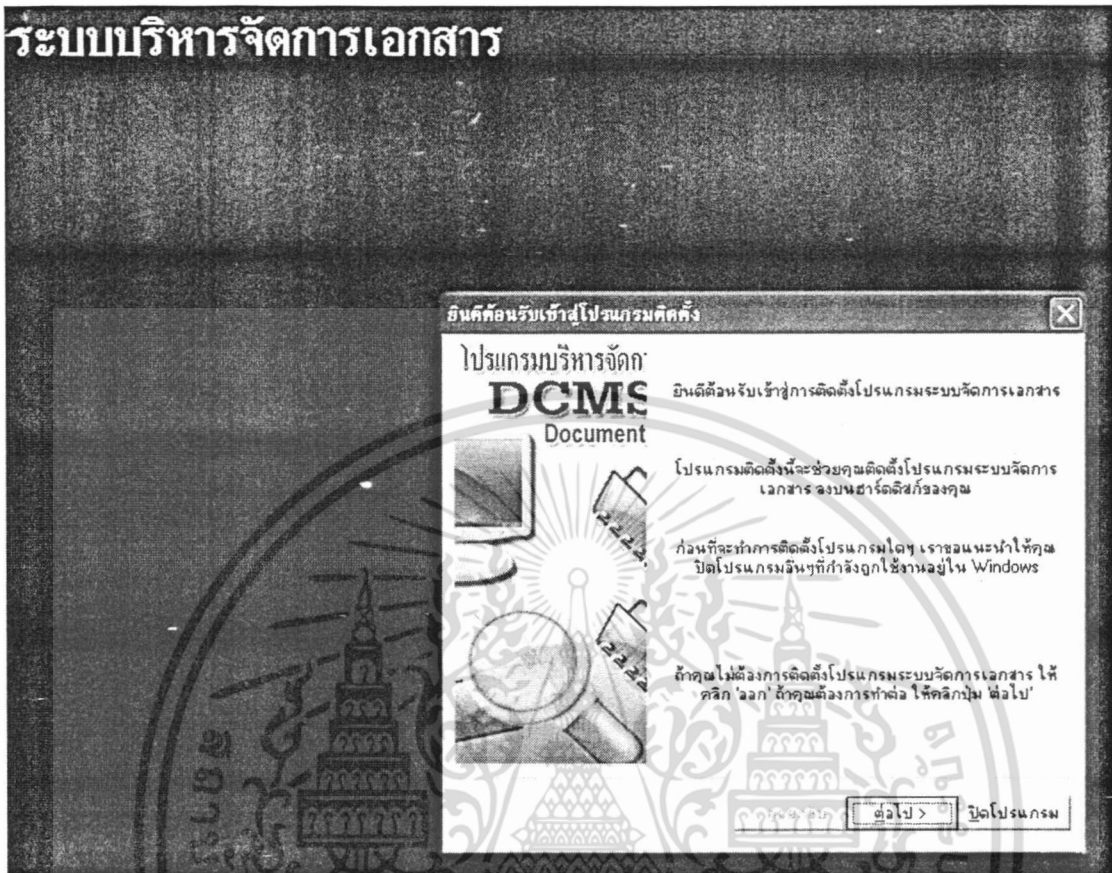 ระบบบริหารจัดการเอกสาร
ยินดีต้อนรับเข้าสู่โปรแกรมติดตั้ง
โปรแกรมบริหารจัดก
DCMS
Document
ยินดีต้อนรับเข้าสู่การติดตั้งโปรแกรมระบบจัดการเอกสาร
โปรแกรมติดตั้งนี้จะช่วยคุณติดตั้งโปรแกรมระบบจัดการ
เอกสาร ลงบนฮาร์ดดิสก์ของคุณ
ก่อนที่จะทำการติดตั้งโปรแกรมใดๆ เราขอแนะนำให้คุณ
ปิดโปรแกรมอื่นๆที่กำลังถูกใช้งานอยู่ใน Windows
ถ้าคุณไม่ต้องการติดตั้งโปรแกรมระบบจัดการเอกสาร ให้
คลิก 'ออก' ถ้าคุณต้องการทำต่อ ให้คลิกปุ่ม 'ต่อไป'
ต่อไป >
ปิดโปรแกรม